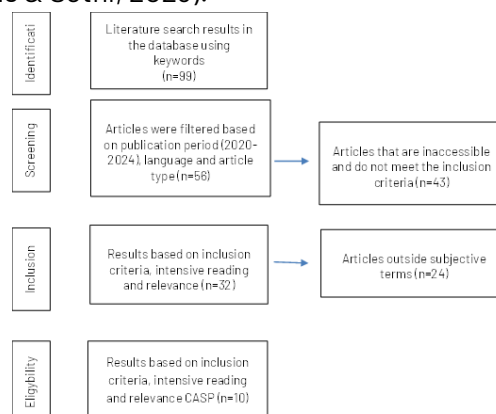 & Sethi, 2023).
Identificati
Literature search results in
the database using
keywords
(n=99)
Screening
Articles were filtered based
on publication period (2020-
2024), language and article
type (n=56)
Articles that are inaccessible
and do not meet the inclusion
criteria (n=43)
Inclusion
Results based on inclusion
criteria, intensive reading
and relevance (n=32)
Articles outside subjective
terms (n=24)
Eligybility
Results based on inclusion
criteria, intensive reading
and relevance CASP (n=10)